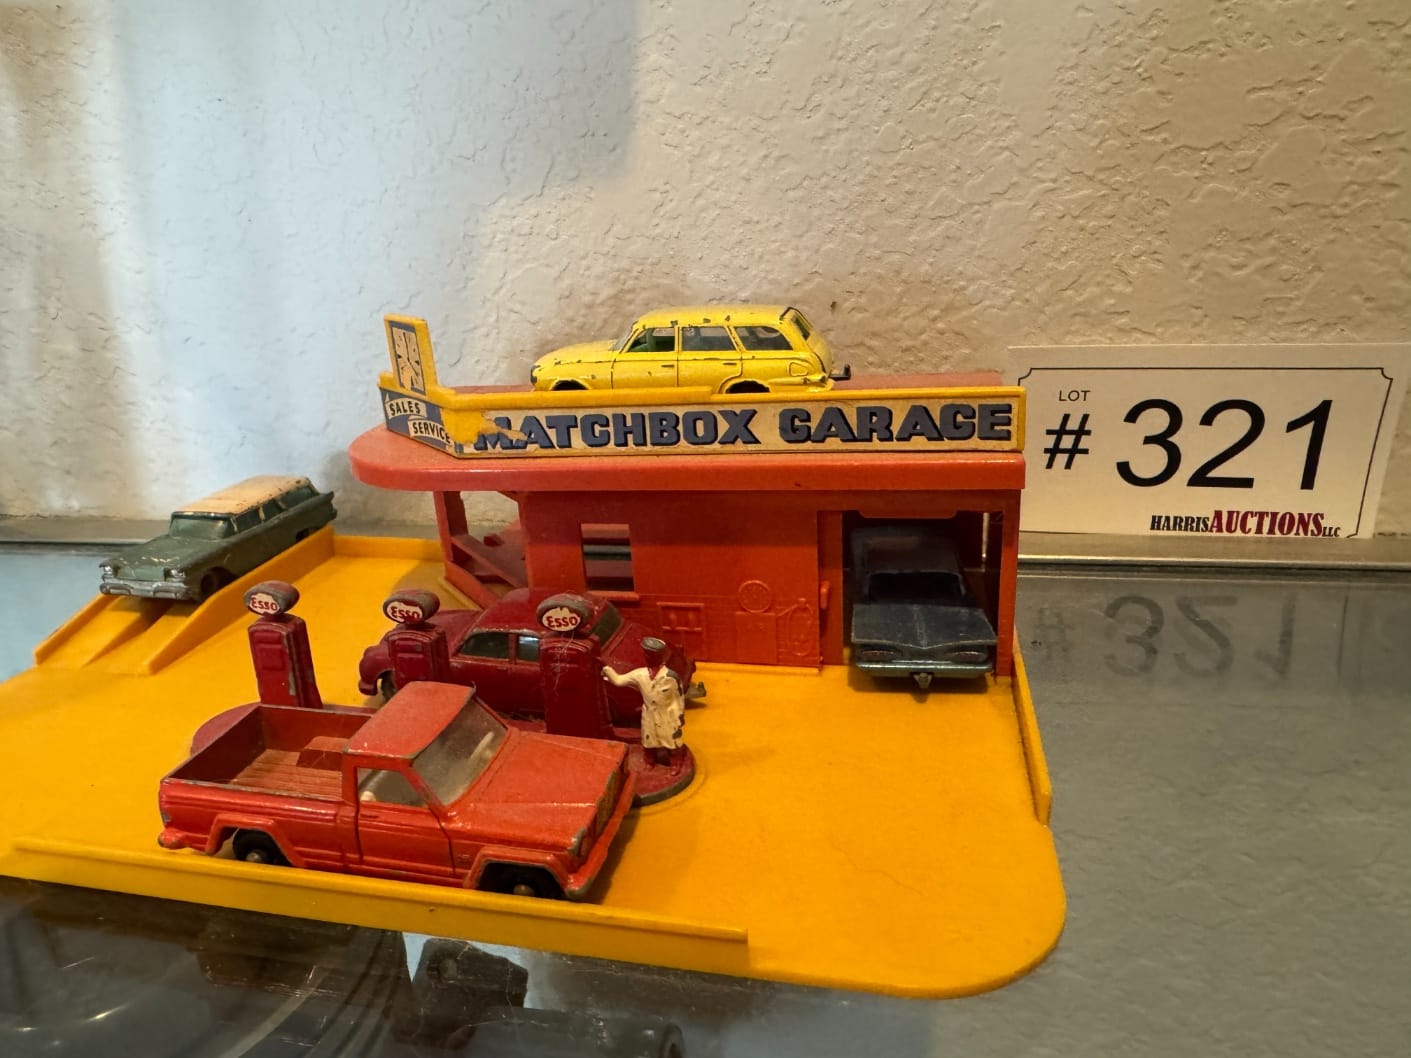 SALES
SERVICE
MATCHBOX GARAGE
LOT
# 321
HARRISAUCTIONSLLC
ESSO
ESSO
ESSO